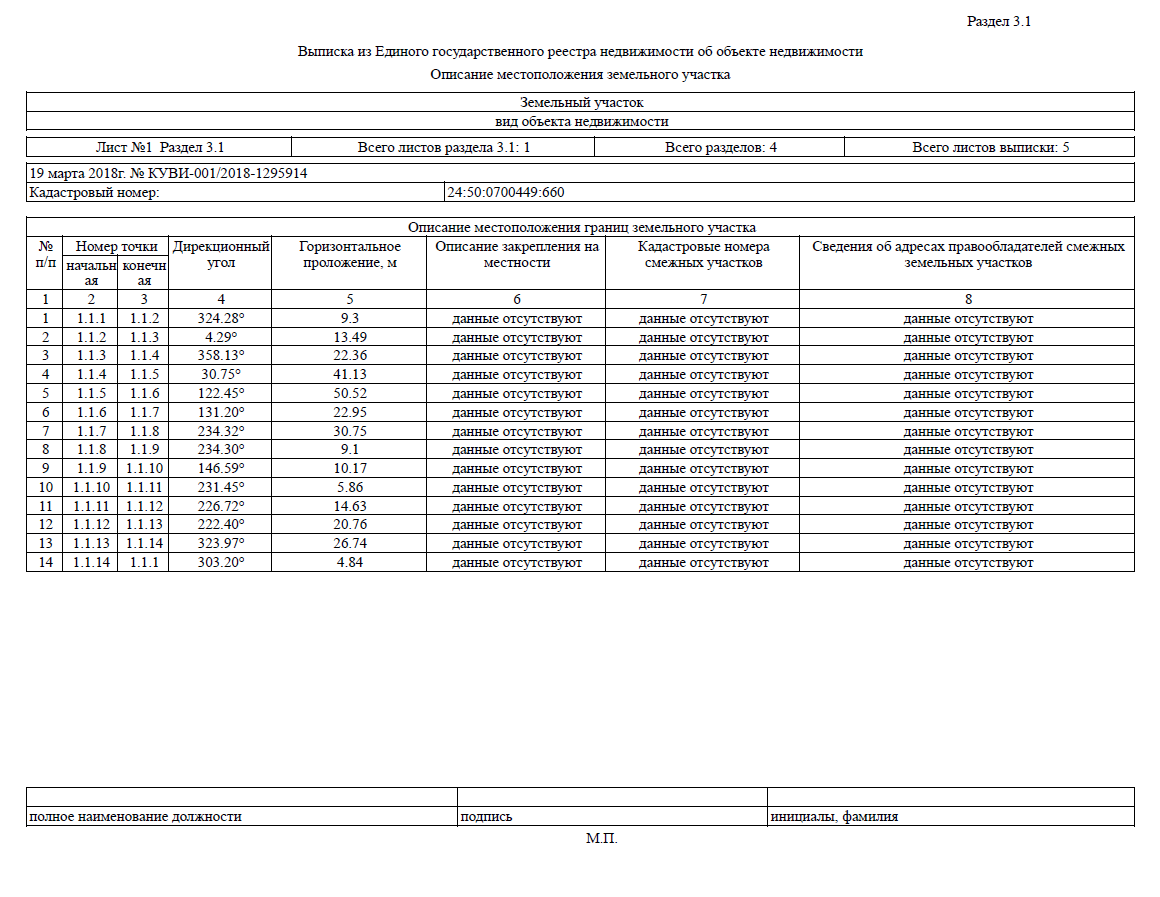 Раздел 3.1
Выписка из Единого государственного реестра недвижимости об объекте недвижимости
Описание местоположения земельного участка
Земельный участок
вид объекта недвижимости
Лист №1 Раздел 3.1 Всего листов раздела 3.1: 1 Всего разделов: 4 Всего листов выписки: 5
19 марта 2018г. № КУВИ-001/2018-1295914
Кадастровый номер: 24:50:0700449:660
Описание местоположения границ земельного участка
№ Номер точки Дирекционный Горизонтальное Описание закрепления на Кадастровые номера Сведения об адресах правообладателей смежных
п/п начальн конечн угол проложение, м местности смежных участков земельных участков
ая ая
1 2 3 4 5 6 7 8
1 1.1.1 1.1.2 324.28° 9.3 данные отсутствуют данные отсутствуют данные отсутствуют
2 1.1.2 1.1.3 4.29° 13.49 данные отсутствуют данные отсутствуют данные отсутствуют
3 1.1.3 1.1.4 358.13° 22.36 данные отсутствуют данные отсутствуют данные отсутствуют
4 1.1.4 1.1.5 30.75° 41.13 данные отсутствуют данные отсутствуют данные отсутствуют
5 1.1.5 1.1.6 122.45° 50.52 данные отсутствуют данные отсутствуют данные отсутствуют
6 1.1.6 1.1.7 131.20° 22.95 данные отсутствуют данные отсутствуют данные отсутствуют
7 1.1.7 1.1.8 234.32° 30.75 данные отсутствуют данные отсутствуют данные отсутствуют
8 1.1.8 1.1.9 234.30° 9.1 данные отсутствуют данные отсутствуют данные отсутствуют
9 1.1.9 1.1.10 146.59° 10.17 данные отсутствуют данные отсутствуют данные отсутствуют
10 1.1.10 1.1.11 231.45° 5.86 данные отсутствуют данные отсутствуют данные отсутствуют
11 1.1.11 1.1.12 226.72° 14.63 данные отсутствуют данные отсутствуют данные отсутствуют
12 1.1.12 1.1.13 222.40° 20.76 данные отсутствуют данные отсутствуют данные отсутствуют
13 1.1.13 1.1.14 323.97° 26.74 данные отсутствуют данные отсутствуют данные отсутствуют
14 1.1.14 1.1.1 303.20° 4.84 данные отсутствуют данные отсутствуют данные отсутствуют
полное наименование должности подпись инициалы, фамилия
М.П.